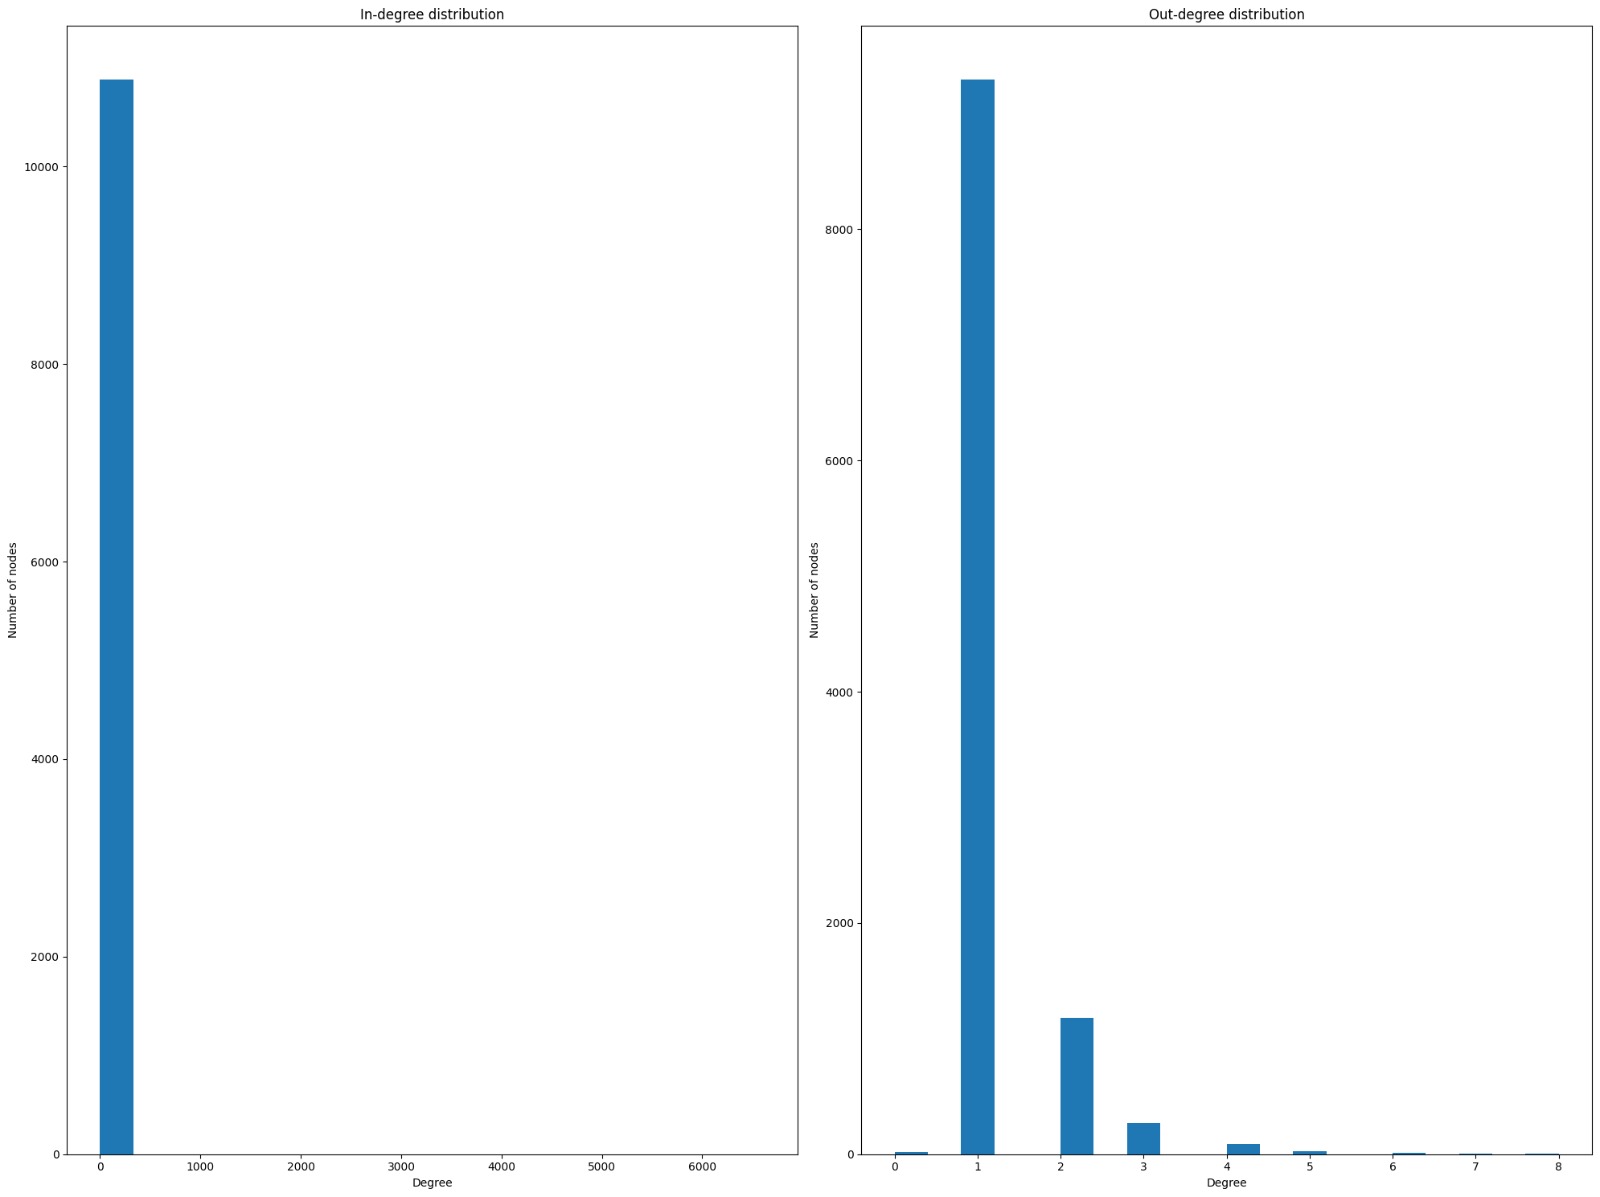 In-degree distribution
Number of nodes
10000
8000
6000
4000
2000
0
0 1000 2000 3000 4000 5000 6000
Degree
Out-degree distribution
Number of nodes
8000
6000
4000
2000
0
0 1 2 3 4 5 6 7 8
Degree